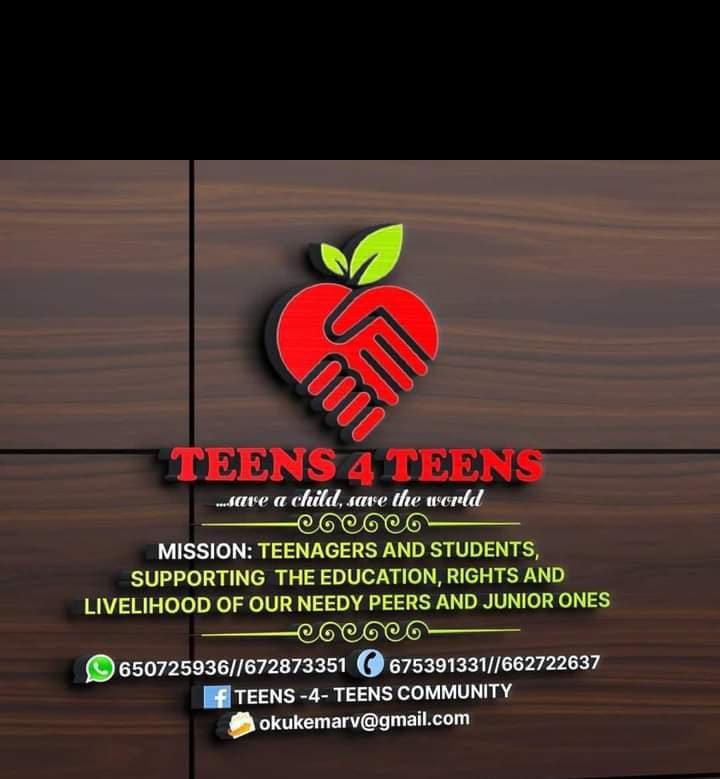 TEENS 4 TEENS
...save a child, save the world
MISSION: TEENAGERS AND STUDENTS,
SUPPORTING THE EDUCATION, RIGHTS AND
LIVELIHOOD OF OUR NEEDY PEERS AND JUNIOR ONES
650725936//672873351 675391331//662722637
TEENS -4- TEENS COMMUNITY
okukemarv@gmail.com